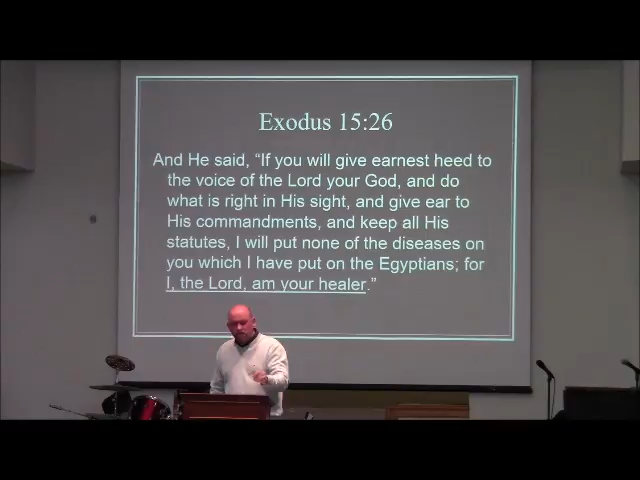 Exodus 15:26
And He said, “If you will give earnest heed to
the voice of the Lord your God, and do
what is right in His sight, and give ear to
His commandments, and keep all His
statutes, I will put none of the diseases on
you which I have put on the Egyptians; for
I, the Lord, am your healer.”